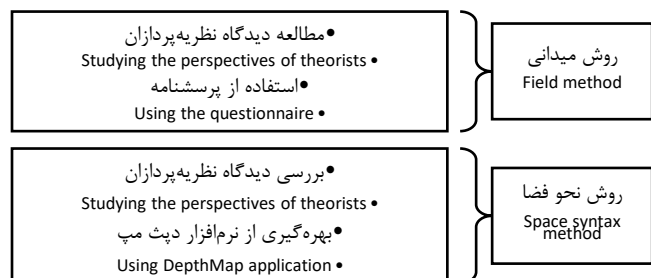 •مطالعه دیدگاه نظریه‌پردازان
Studying the perspectives of theorists •
•استفاده از پرسشنامه
Using the questionnaire •
روش میدانی
Field method
•بررسی دیدگاه نظریه‌پردازان
Studying the perspectives of theorists •
•بهره‌گیری از نرم‌افزار دپث مپ
Using DepthMap application •
روش نحو فضا
Space syntax
method